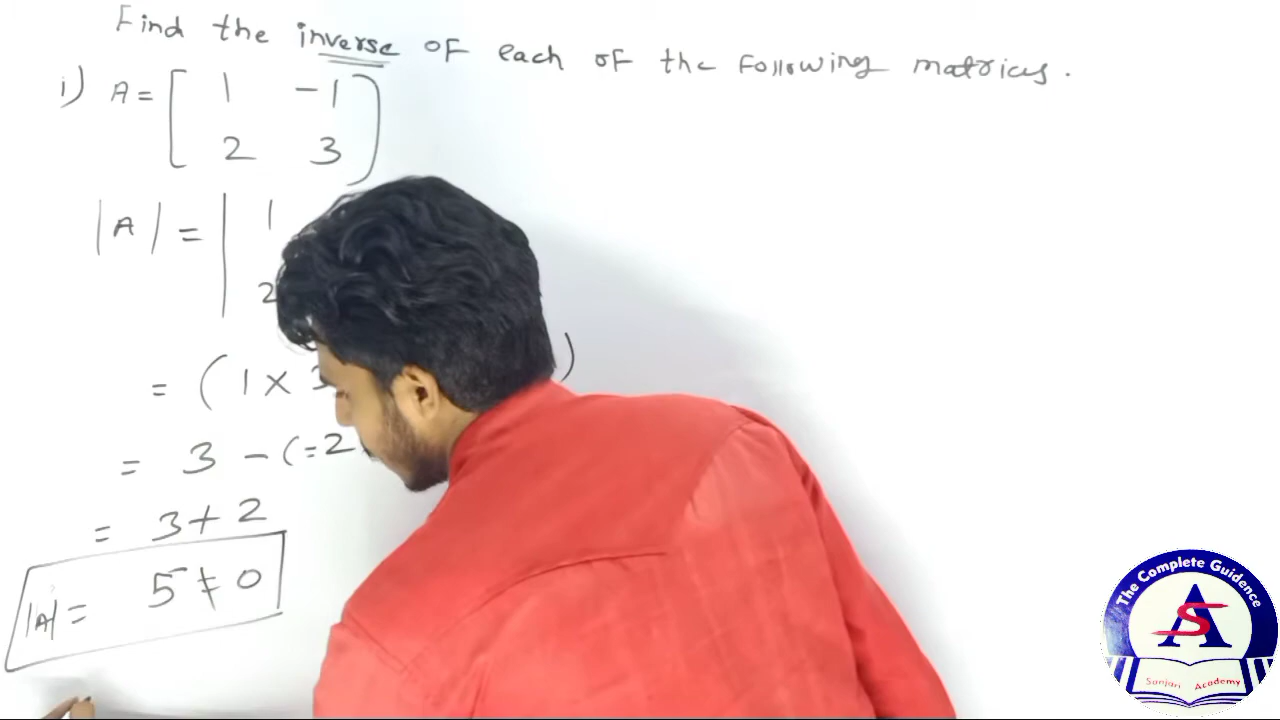 Find the inverse of each of the following matrices.
i) A = [ 1 -1
2 3 ]
|A| = | 1
2
= (1 × 3 )
= 3 - (-2
= 3 + 2
|A| = 5 ≠ 0
The Complete Guidence
SA
Sanjari Academy